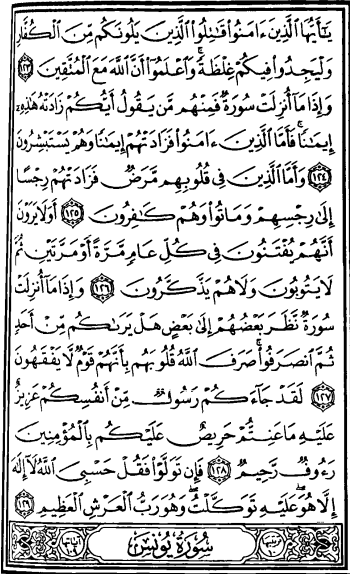 يَٰٓأَيُّهَا ٱلَّذِينَ ءَامَنُوا۟ قَٰتِلُوا۟ ٱلَّذِينَ يَلُونَكُم مِّنَ ٱلْكُفَّارِ
وَلْيَجِدُوا۟ فِيكُمْ غِلْظَةً ۚ وَٱعْلَمُوٓا۟ أَنَّ ٱللَّهَ مَعَ ٱلْمُتَّقِينَ ١٢٣
وَإِذَا مَآ أُنزِلَتْ سُورَةٌ فَمِنْهُم مَّن يَقُولُ أَيُّكُمْ زَادَتْهُ هَٰذِهِۦٓ
إِيمَٰنًا ۚ فَأَمَّا ٱلَّذِينَ ءَامَنُوا۟ فَزَادَتْهُمْ إِيمَٰنًا وَهُمْ يَسْتَبْشِرُونَ
١٢٤ وَأَمَّا ٱلَّذِينَ فِى قُلُوبِهِم مَّرَضٌ فَزَادَتْهُمْ رِجْسًا
إِلَىٰ رِجْسِهِمْ وَمَاتُوا۟ وَهُمْ كَٰفِرُونَ ١٢٥ أَوَلَا يَرَوْنَ
أَنَّهُمْ يُفْتَنُونَ فِى كُلِّ عَامٍ مَّرَّةً أَوْ مَرَّتَيْنِ ثُمَّ
لَا يَتُوبُونَ وَلَا هُمْ يَذَّكَّرُونَ ١٢٦ وَإِذَا مَآ أُنزِلَتْ
سُورَةٌ نَّظَرَ بَعْضُهُمْ إِلَىٰ بَعْضٍ هَلْ يَرَىٰكُم مِّنْ أَحَدٍ
ثُمَّ ٱنصَرَفُوا۟ ۚ صَرَفَ ٱللَّهُ قُلُوبَهُم بِأَنَّهُمْ قَوْمٌ لَّا يَفْقَهُونَ
١٢٧ لَقَدْ جَآءَكُمْ رَسُولٌ مِّنْ أَنفُسِكُمْ عَزِيزٌ
عَلَيْهِ مَا عَنِتُّمْ حَرِيصٌ عَلَيْكُم بِٱلْمُؤْمِنِينَ
رَءُوفٌ رَّحِيمٌ ١٢٨ فَإِن تَوَلَّوْا۟ فَقُلْ حَسْبِىَ ٱللَّهُ لَآ إِلَٰهَ
إِلَّا هُوَ ۖ عَلَيْهِ تَوَكَّلْتُ ۖ وَهُوَ رَبُّ ٱلْعَرْشِ ٱلْعَظِيمِ ١٢٩
سُورَةُ يُونُسَ